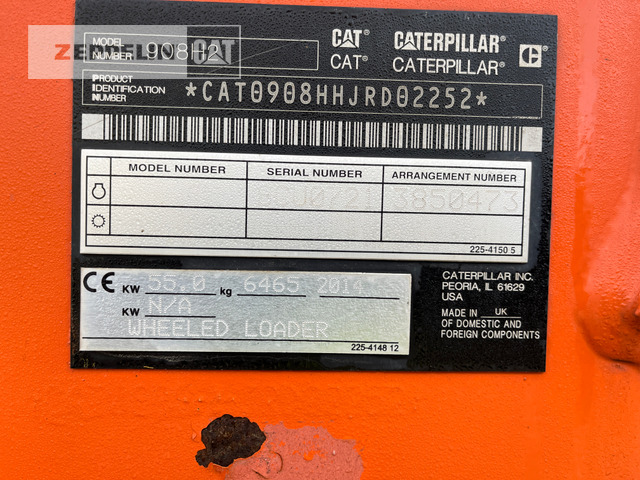 ZEPPELIN CAT
MODEL NUMBER 908H2
CAT CATERPILLAR C
CAT® CATERPILLAR®
PRODUCT IDENTIFICATION NUMBER *CAT0908HHJRD02252*
MODEL NUMBER SERIAL NUMBER ARRANGEMENT NUMBER
3850473
225-4150 5
CE KW 55.0 kg 6465 2014
KW N/A
WHEELED LOADER
225-4148 12
CATERPILLAR INC.
PEORIA, IL 61629
USA
MADE IN UK
OF DOMESTIC AND
FOREIGN COMPONENTS